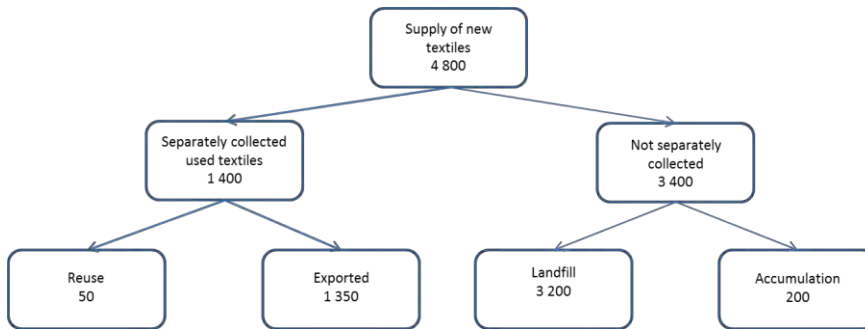 Supply of new
textiles
4 800
Separately collected
used textiles
1 400
Not separately
collected
3 400
Reuse
50
Exported
1 350
Landfill
3 200
Accumulation
200